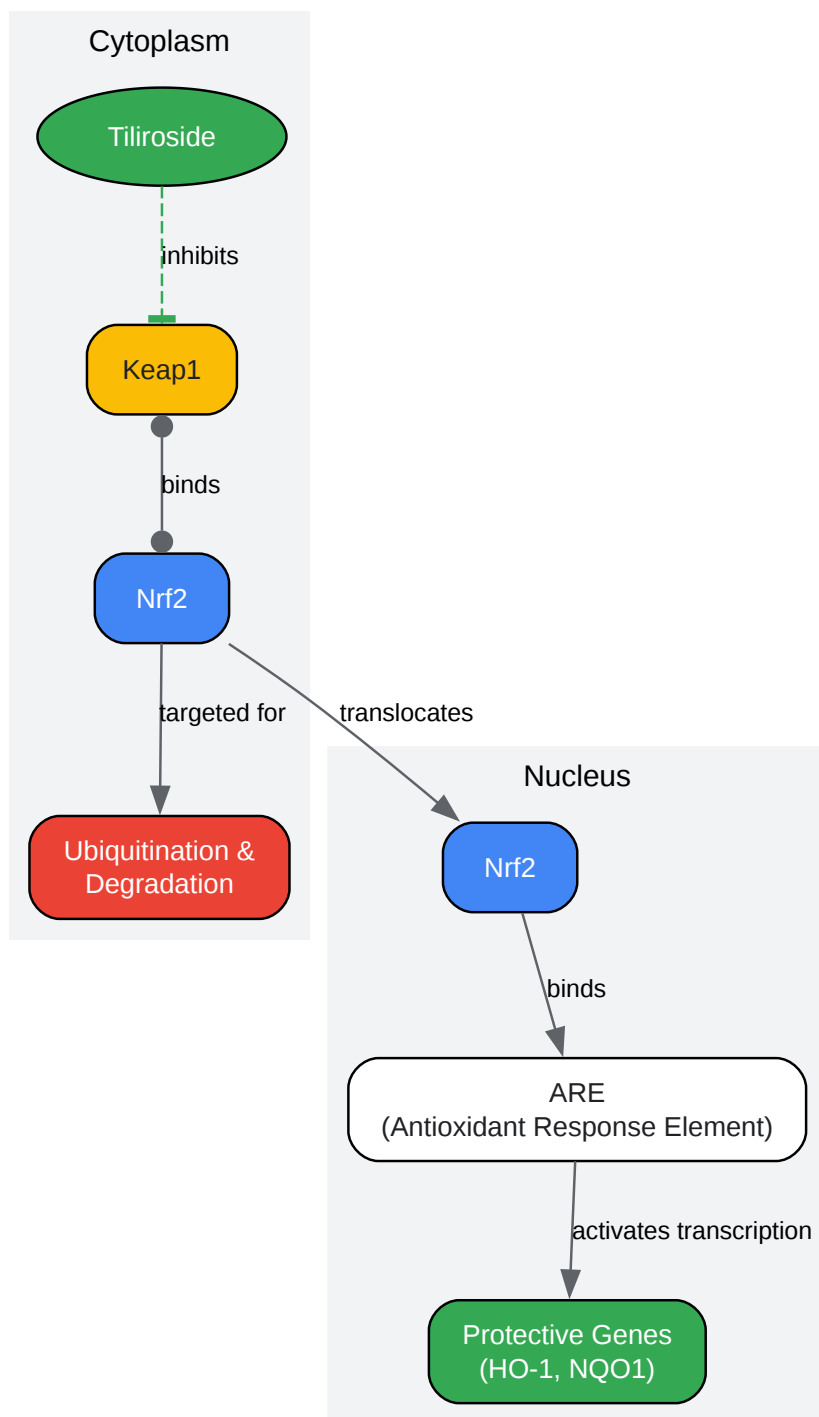 Cytoplasm
Tiliroside
inhibits
Keap1
binds
Nrf2
targeted for
translocates
Ubiquitination &
Degradation
Nucleus
Nrf2
binds
ARE
(Antioxidant Response Element)
activates transcription
Protective Genes
(HO-1, NQO1)